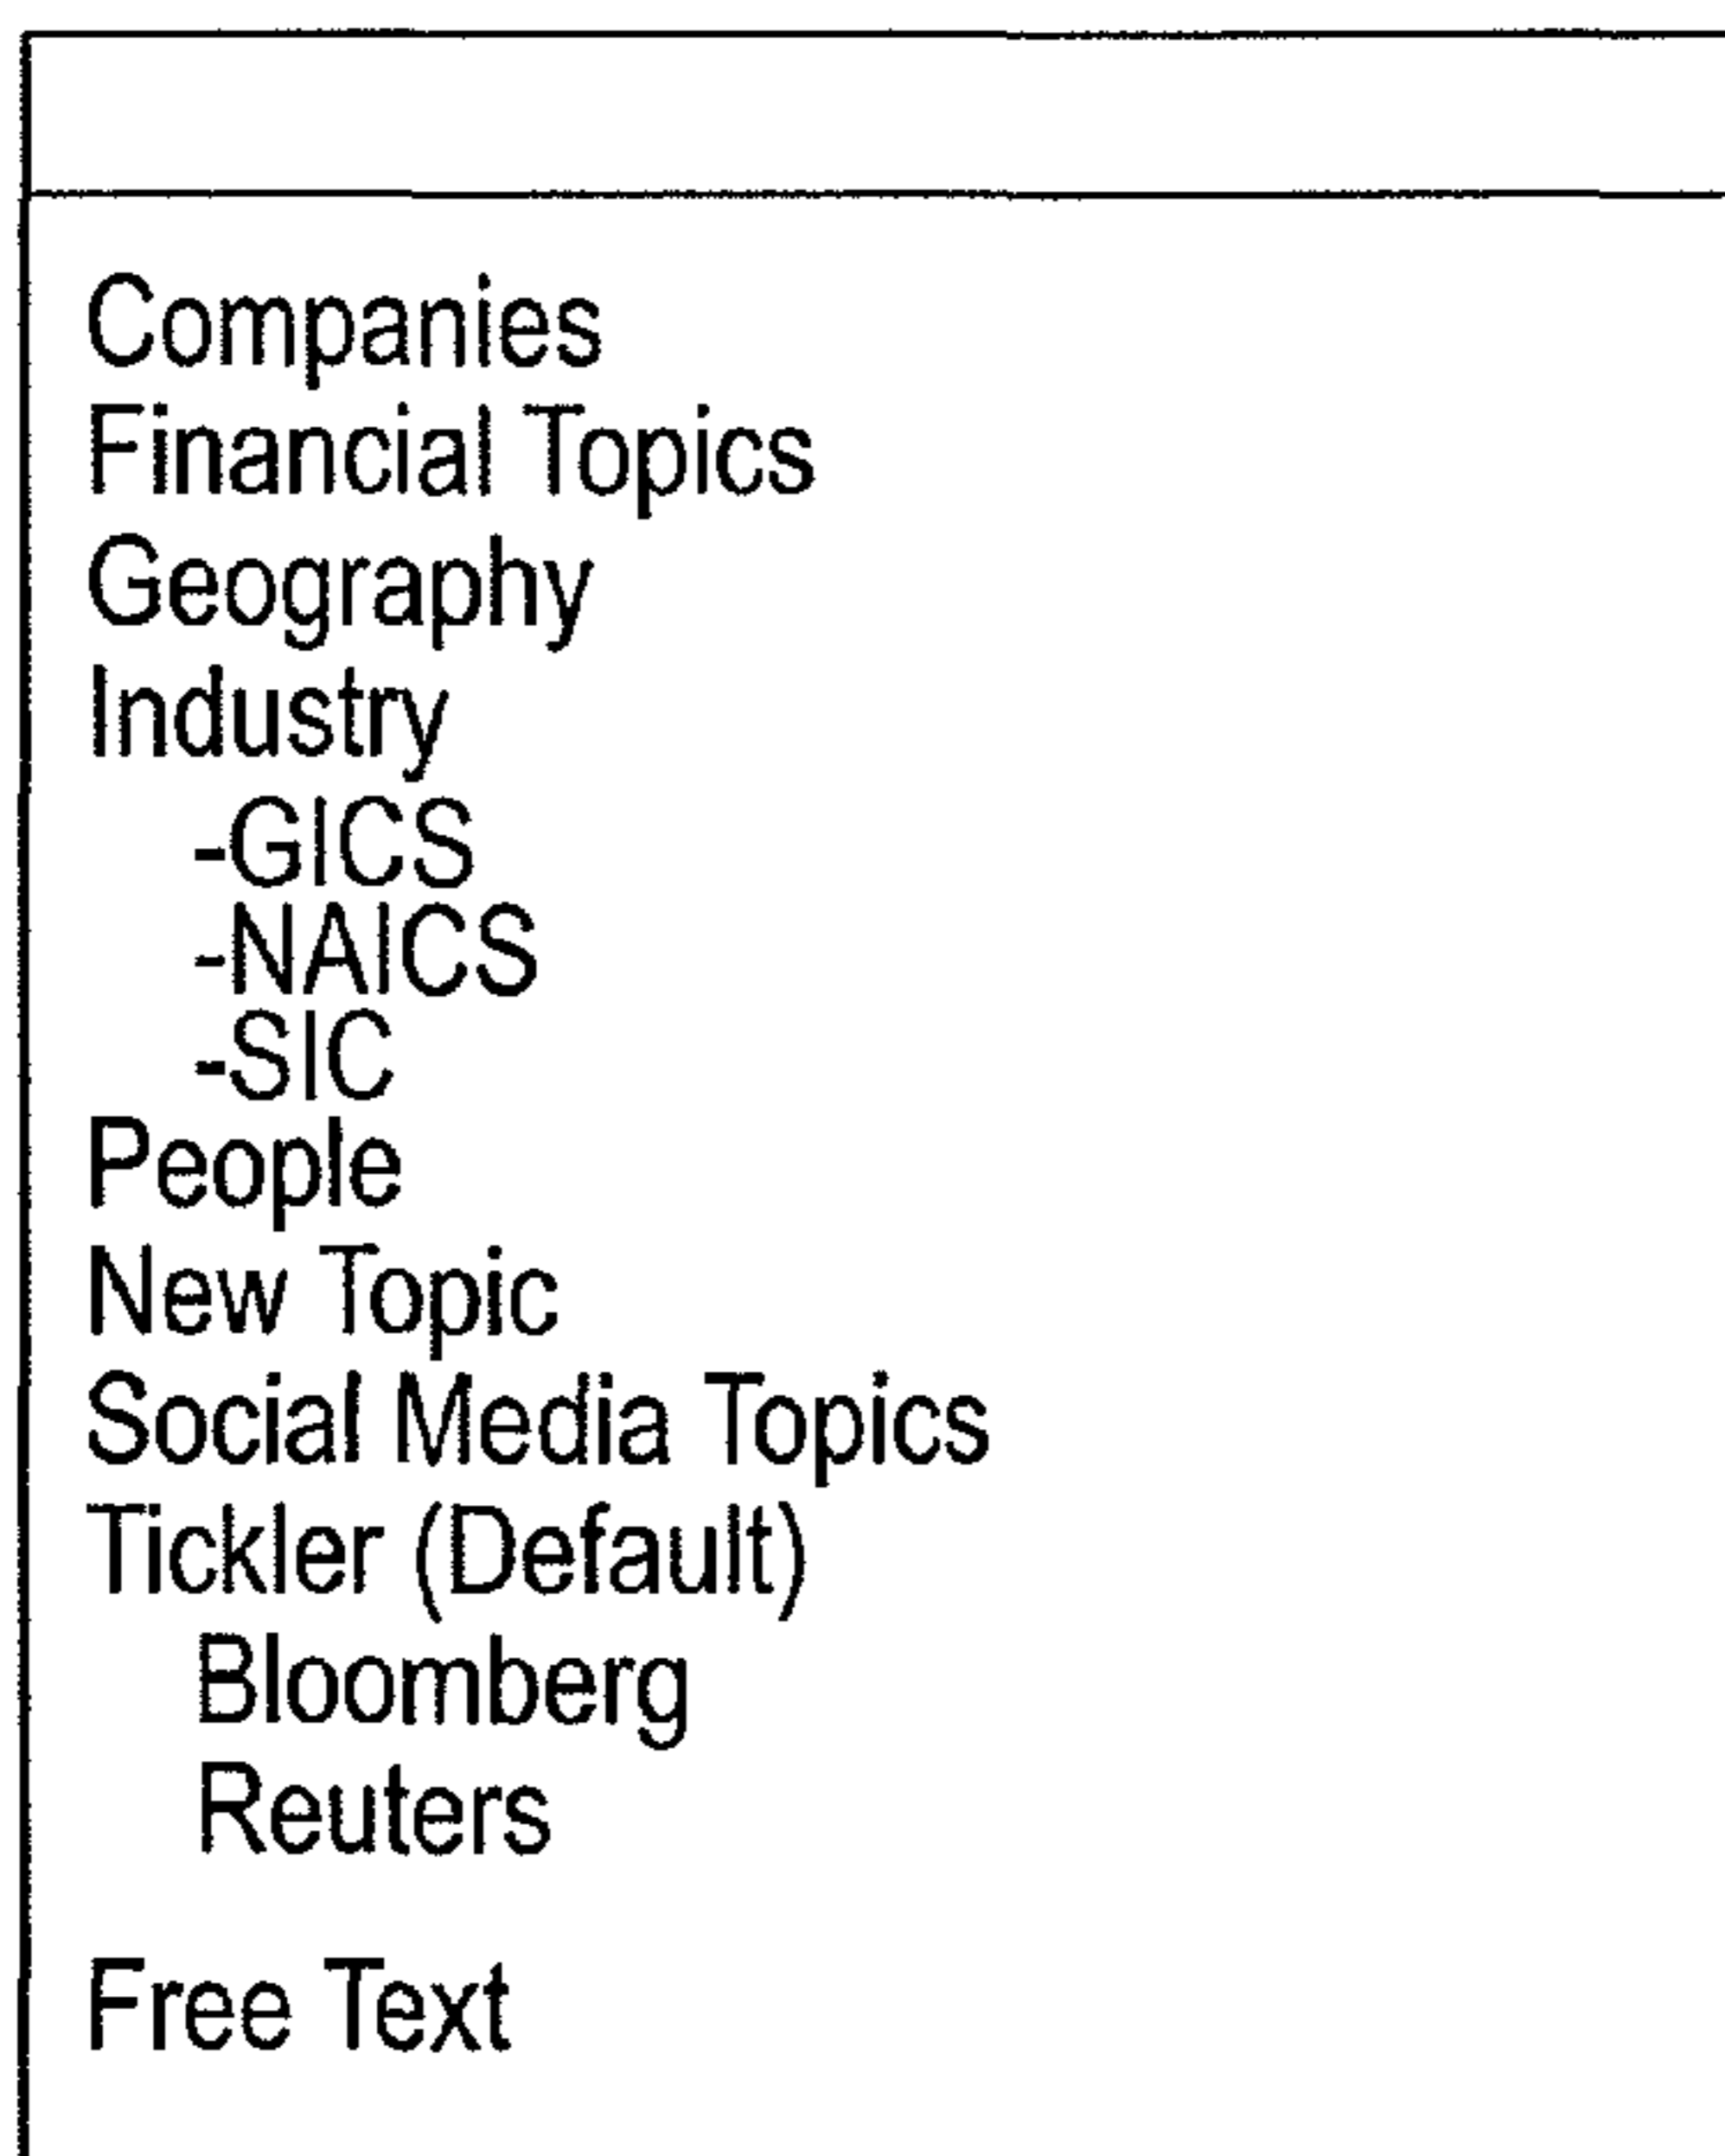 Companies
Financial Topics
Geography
Industry
-GICS
-NAICS
-SIC
People
New Topic
Social Media Topics
Tickler (Default)
Bloomberg
Reuters
Free Text